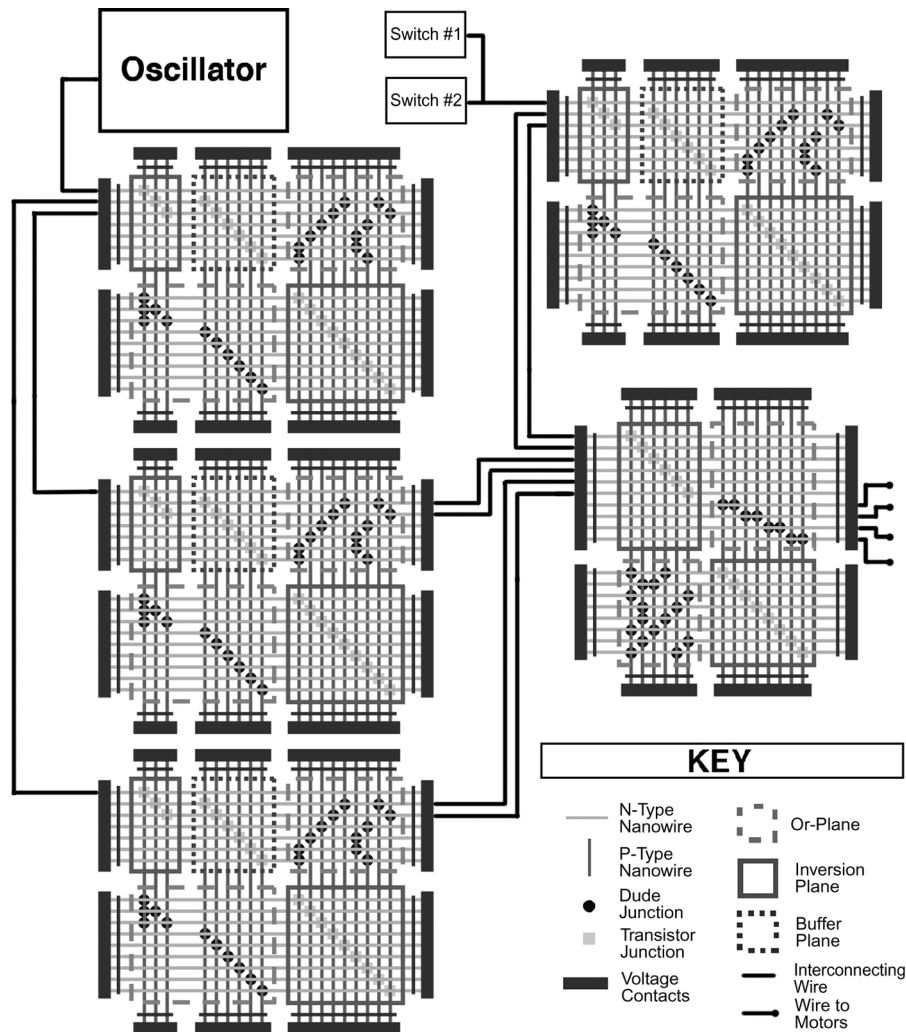 Oscillator
Switch #1
Switch #2
KEY
N-Type
Nanowire
P-Type
Nanowire
Dude
Junction
Transistor
Junction
Voltage
Contacts
Or-Plane
Inversion
Plane
Buffer
Plane
Interconnecting
Wire
Wire to
Motors